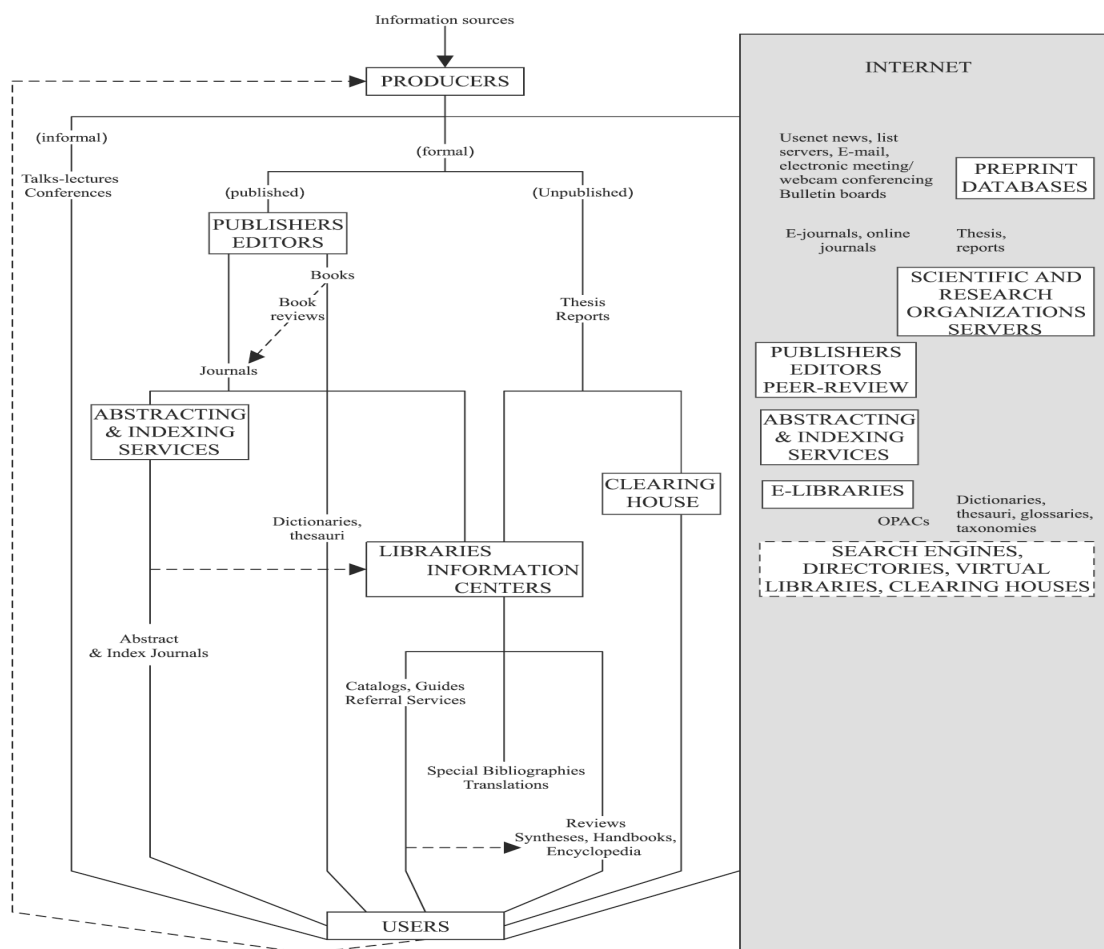 Information sources
PRODUCERS
INTERNET
(informal)
(formal)
Talks-lectures
Conferences
(published)
(Unpublished)
PUBLISHERS
EDITORS
Books
Book
reviews
Thesis
Reports
Journals
ABSTRACTING
& INDEXING
SERVICES
CLEARING
HOUSE
Dictionaries,
thesauri
LIBRARIES
INFORMATION
CENTERS
Abstract
& Index Journals
Catalogs, Guides
Referral Services
Special Bibliographies
Translations
Reviews
Syntheses, Handbooks,
Encyclopedia
USERS
Usenet news, list
servers, E-mail,
electronic meeting/
webcam conferencing
Bulletin boards
PREPRINT
DATABASES
E-journals, online
journals
Thesis,
reports
SCIENTIFIC AND
RESEARCH
ORGANIZATIONS
SERVERS
PUBLISHERS
EDITORS
PEER-REVIEW
ABSTRACTING
& INDEXING
SERVICES
E-LIBRARIES
OPACs
Dictionaries,
thesauri, glossaries,
taxonomies
SEARCH ENGINES,
DIRECTORIES, VIRTUAL
LIBRARIES, CLEARING HOUSES